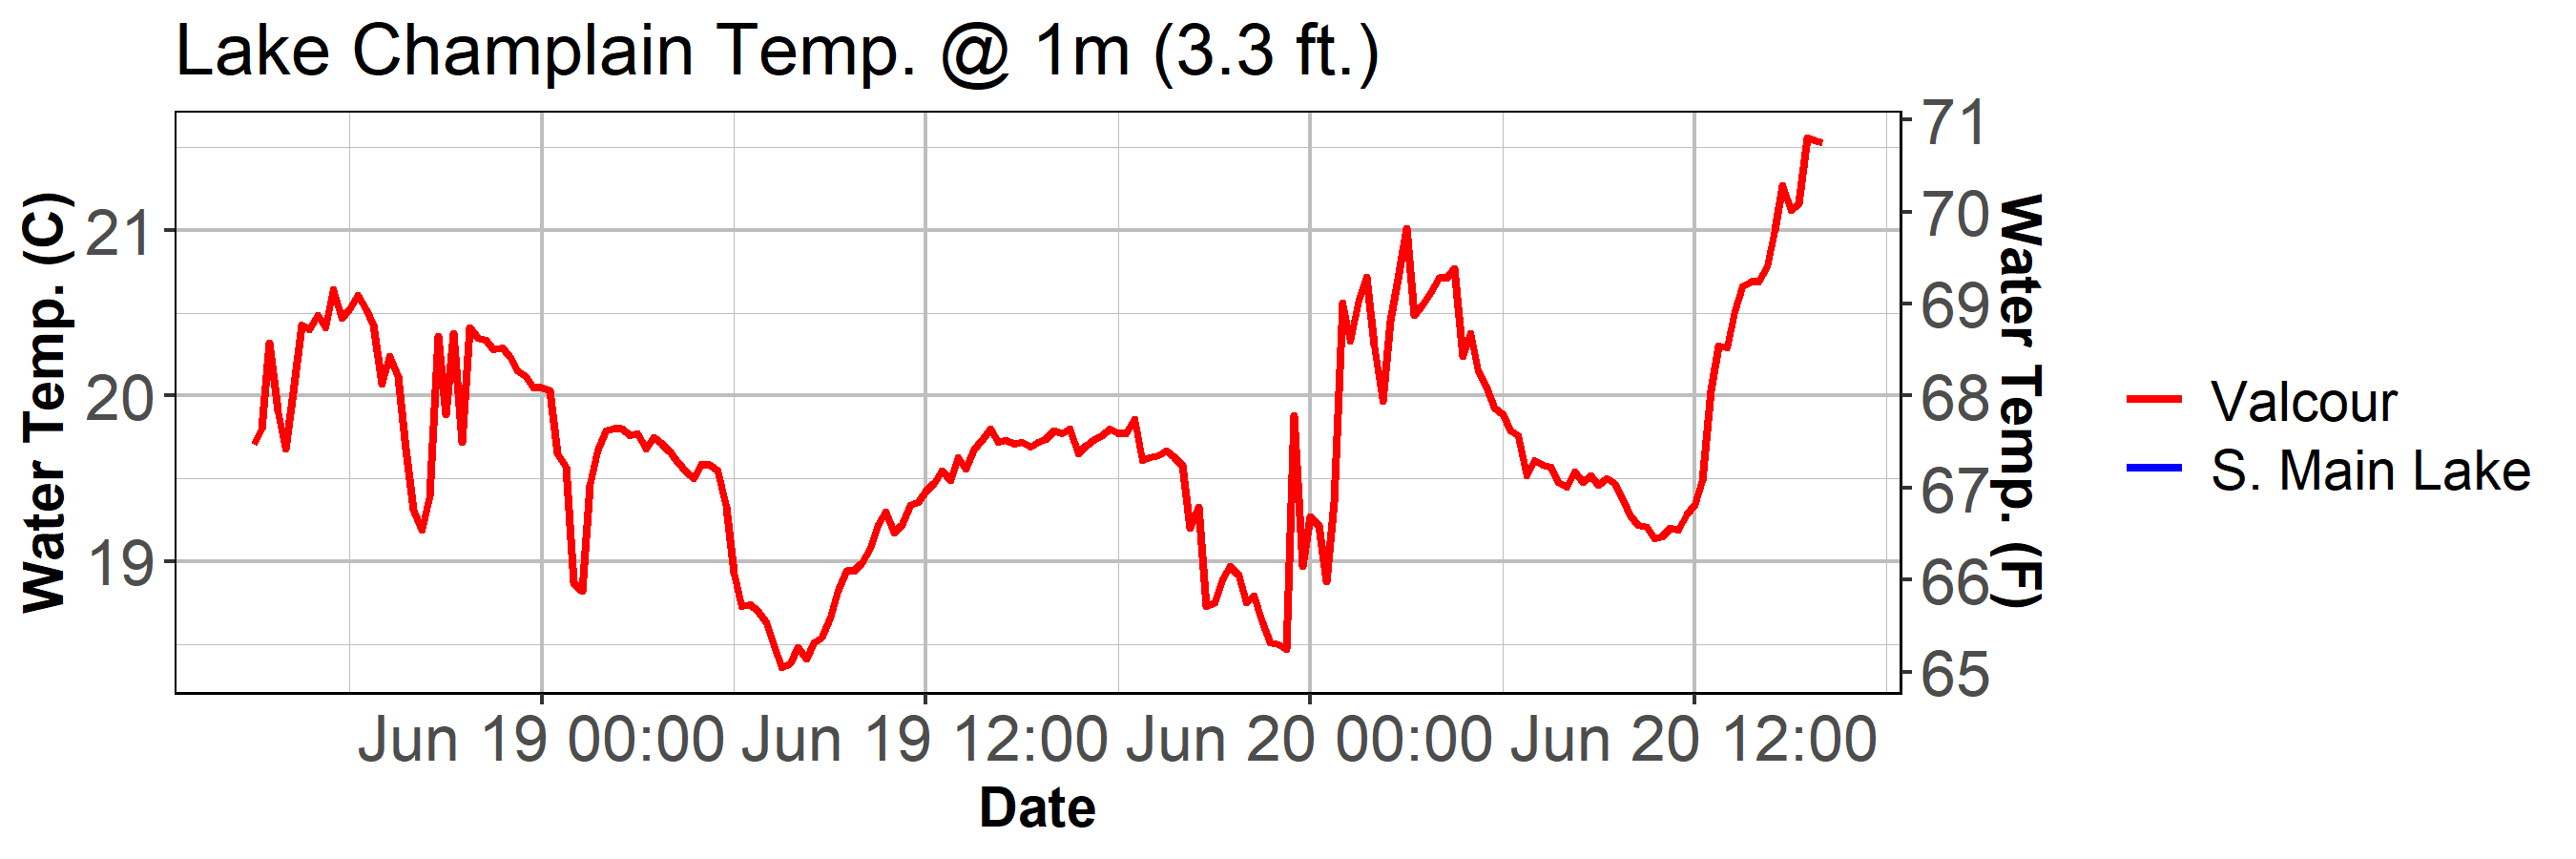 Lake Champlain Temp. @ 1m (3.3 ft.)
Water Temp. (C)
21
20
19
71
70
69
68
67
66
65
Water Temp. (F)
Jun 19 00:00 Jun 19 12:00 Jun 20 00:00 Jun 20 12:00
Date
Valcour
S. Main Lake